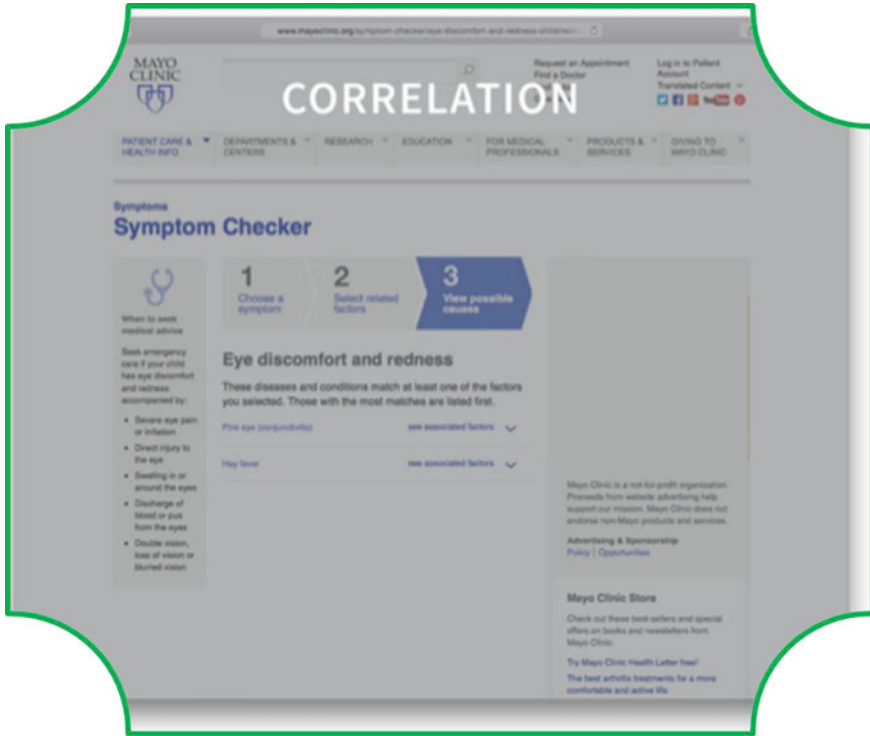 www.mayoclinic.org/symptom-checker/eye-discomfort-and-redness-child/
MAYO
CLINIC
Request an Appointment
Find a Doctor
Log in to Patient
Account
Translated Content
CORRELATION
PATIENT CARE &
HEALTH INFO
DEPARTMENTS &
CENTERS
RESEARCH
EDUCATION
FOR MEDICAL
PROFESSIONALS
PRODUCTS &
SERVICES
GIVING TO
MAYO CLINIC
Symptoms
Symptom Checker
When to seek
medical advice
Seek emergency
care if your child
has eye discomfort
and redness
accompanied by:
• Severe eye pain
or irritation
• Direct injury to
the eye
• Swelling in or
around the eyes
• Discharge of
blood or pus
from the eyes
• Double vision,
loss of vision or
blurred vision
1
Choose a
symptom
2
Select related
factors
3
View possible
causes
Eye discomfort and redness
These diseases and conditions match at least one of the factors
you selected. Those with the most matches are listed first.
Pink eye (conjunctivitis) see associated factors
Hay fever see associated factors
Mayo Clinic is a not-for-profit organization.
Proceeds from website advertising help
support our mission. Mayo Clinic does not
endorse non-Mayo products and services.
Advertising & Sponsorship
Policy | Opportunities
Mayo Clinic Store
Check out these best-sellers and special
offers on books and newsletters from
Mayo Clinic.
Try Mayo Clinic Health Letter free!
The best arthritis treatments for a more
comfortable and active life